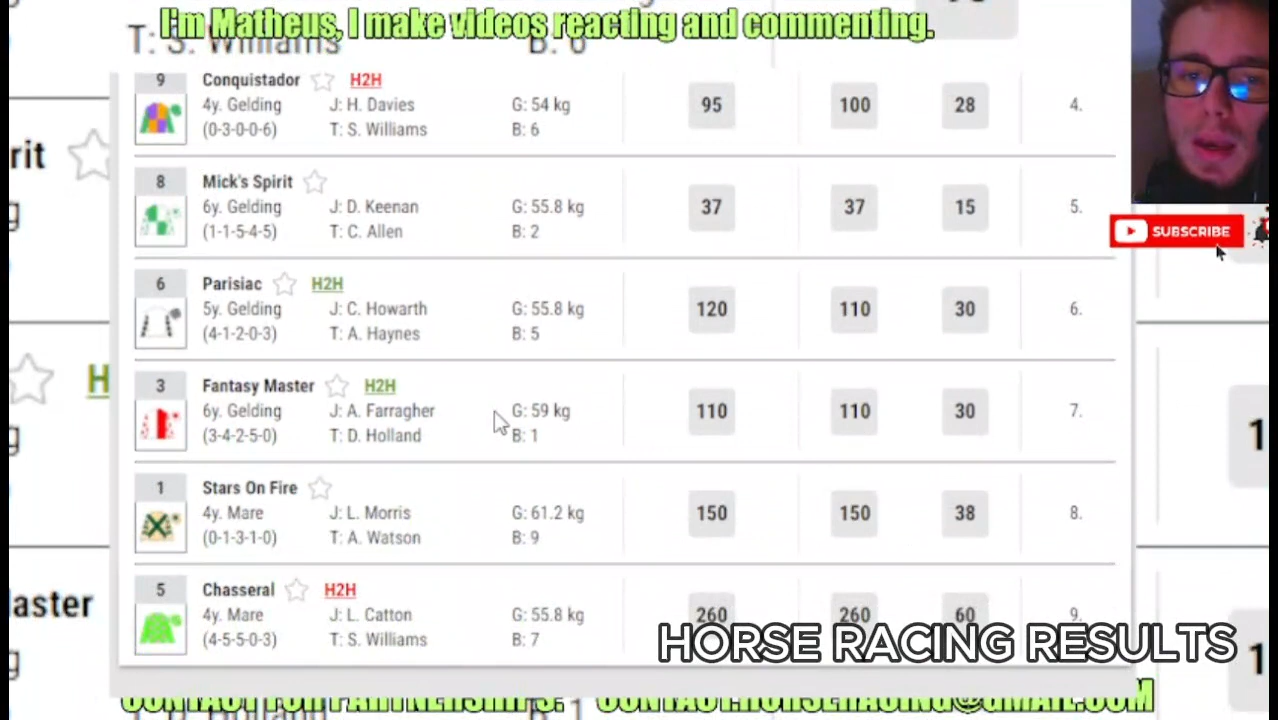 I'm Matheus, I make videos reacting and commenting.
T: S. Williams B: 6
9 Conquistador H2H
4y. Gelding J: H. Davies G: 54 kg 95 100 28 4.
(0-3-0-0-6) T: S. Williams B: 6
rit
8 Mick's Spirit
6y. Gelding J: D. Keenan G: 55.8 kg 37 37 15 5.
(1-1-5-4-5) T: C. Allen B: 2
SUBSCRIBE
6 Parisiac H2H
5y. Gelding J: C. Howarth G: 55.8 kg 120 110 30 6.
(4-1-2-0-3) T: A. Haynes B: 5
H
3 Fantasy Master H2H
6y. Gelding J: A. Farragher G: 59 kg 110 110 30 7.
(3-4-2-5-0) T: D. Holland B: 1
1 Stars On Fire
4y. Mare J: L. Morris G: 61.2 kg 150 150 38 8.
(0-1-3-1-0) T: A. Watson B: 9
5 Chasseral H2H
aster
4y. Mare J: L. Catton G: 55.8 kg 260 260 60 9.
(4-5-5-0-3) T: S. Williams B: 7
HORSE RACING RESULTS
CONTACT FOR PARTNERSHIPS: CONTACT.HORSERACING@GMAIL.COM